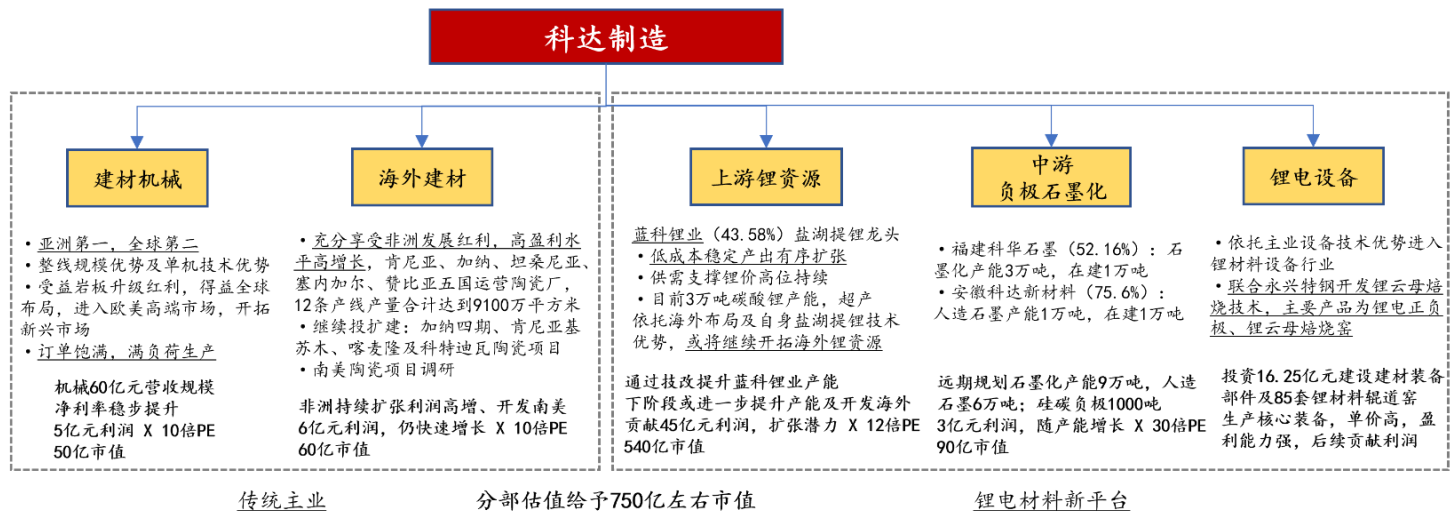 科达制造
建材机械
• 亚洲第一，全球第二
• 整线规模优势及单机技术优势
• 受益岩板升级红利，得益全球
布局，进入欧美高端市场，开拓
新兴市场
• 订单饱满，满负荷生产
机械60亿元营收规模
净利率稳步提升
5亿元利润 X 10倍PE
50亿市值
海外建材
• 充分享受非洲发展红利，高盈利水
平高增长，肯尼亚、加纳、坦桑尼亚、
塞内加尔、赞比亚五国运营陶瓷厂，
12条产线产量合计达到9100万平方米
• 继续投扩建：加纳四期、肯尼亚基
苏木、喀麦隆及科特迪瓦陶瓷项目
• 南美陶瓷项目调研
非洲持续扩张利润高增、开发南美
6亿元利润，仍快速增长 X 10倍PE
60亿市值
上游锂资源
蓝科锂业（43.58%）盐湖提锂龙头
• 低成本稳定产出有序扩张
• 供需支撑锂价高位持续
• 目前3万吨碳酸锂产能，超产
依托海外布局及自身盐湖提锂技术
优势，或将继续开拓海外锂资源
通过技改提升蓝科锂业产能
下阶段或进一步提升产能及开发海外
贡献45亿元利润，扩张潜力 X 12倍PE
540亿市值
中游
负极石墨化
• 福建科华石墨（52.16%）：石
墨化产能3万吨，在建1万吨
• 安徽科达新材料（75.6%）：
人造石墨产能1万吨，在建1万吨
远期规划石墨化产能9万吨，人造
石墨6万吨；硅碳负极1000吨
3亿元利润，随产能增长 X 30倍PE
90亿市值
锂电设备
• 依托主业设备技术优势进入
锂材料设备行业
• 联合永兴特钢开发锂云母焙
烧技术，主要产品为锂电正负
极、锂云母焙烧窑
投资16.25亿元建设建材装备
部件及85套锂材料辊道窑
生产核心装备，单价高，盈
利能力强，后续贡献利润
传统主业
分部估值给予750亿左右市值
锂电材料新平台